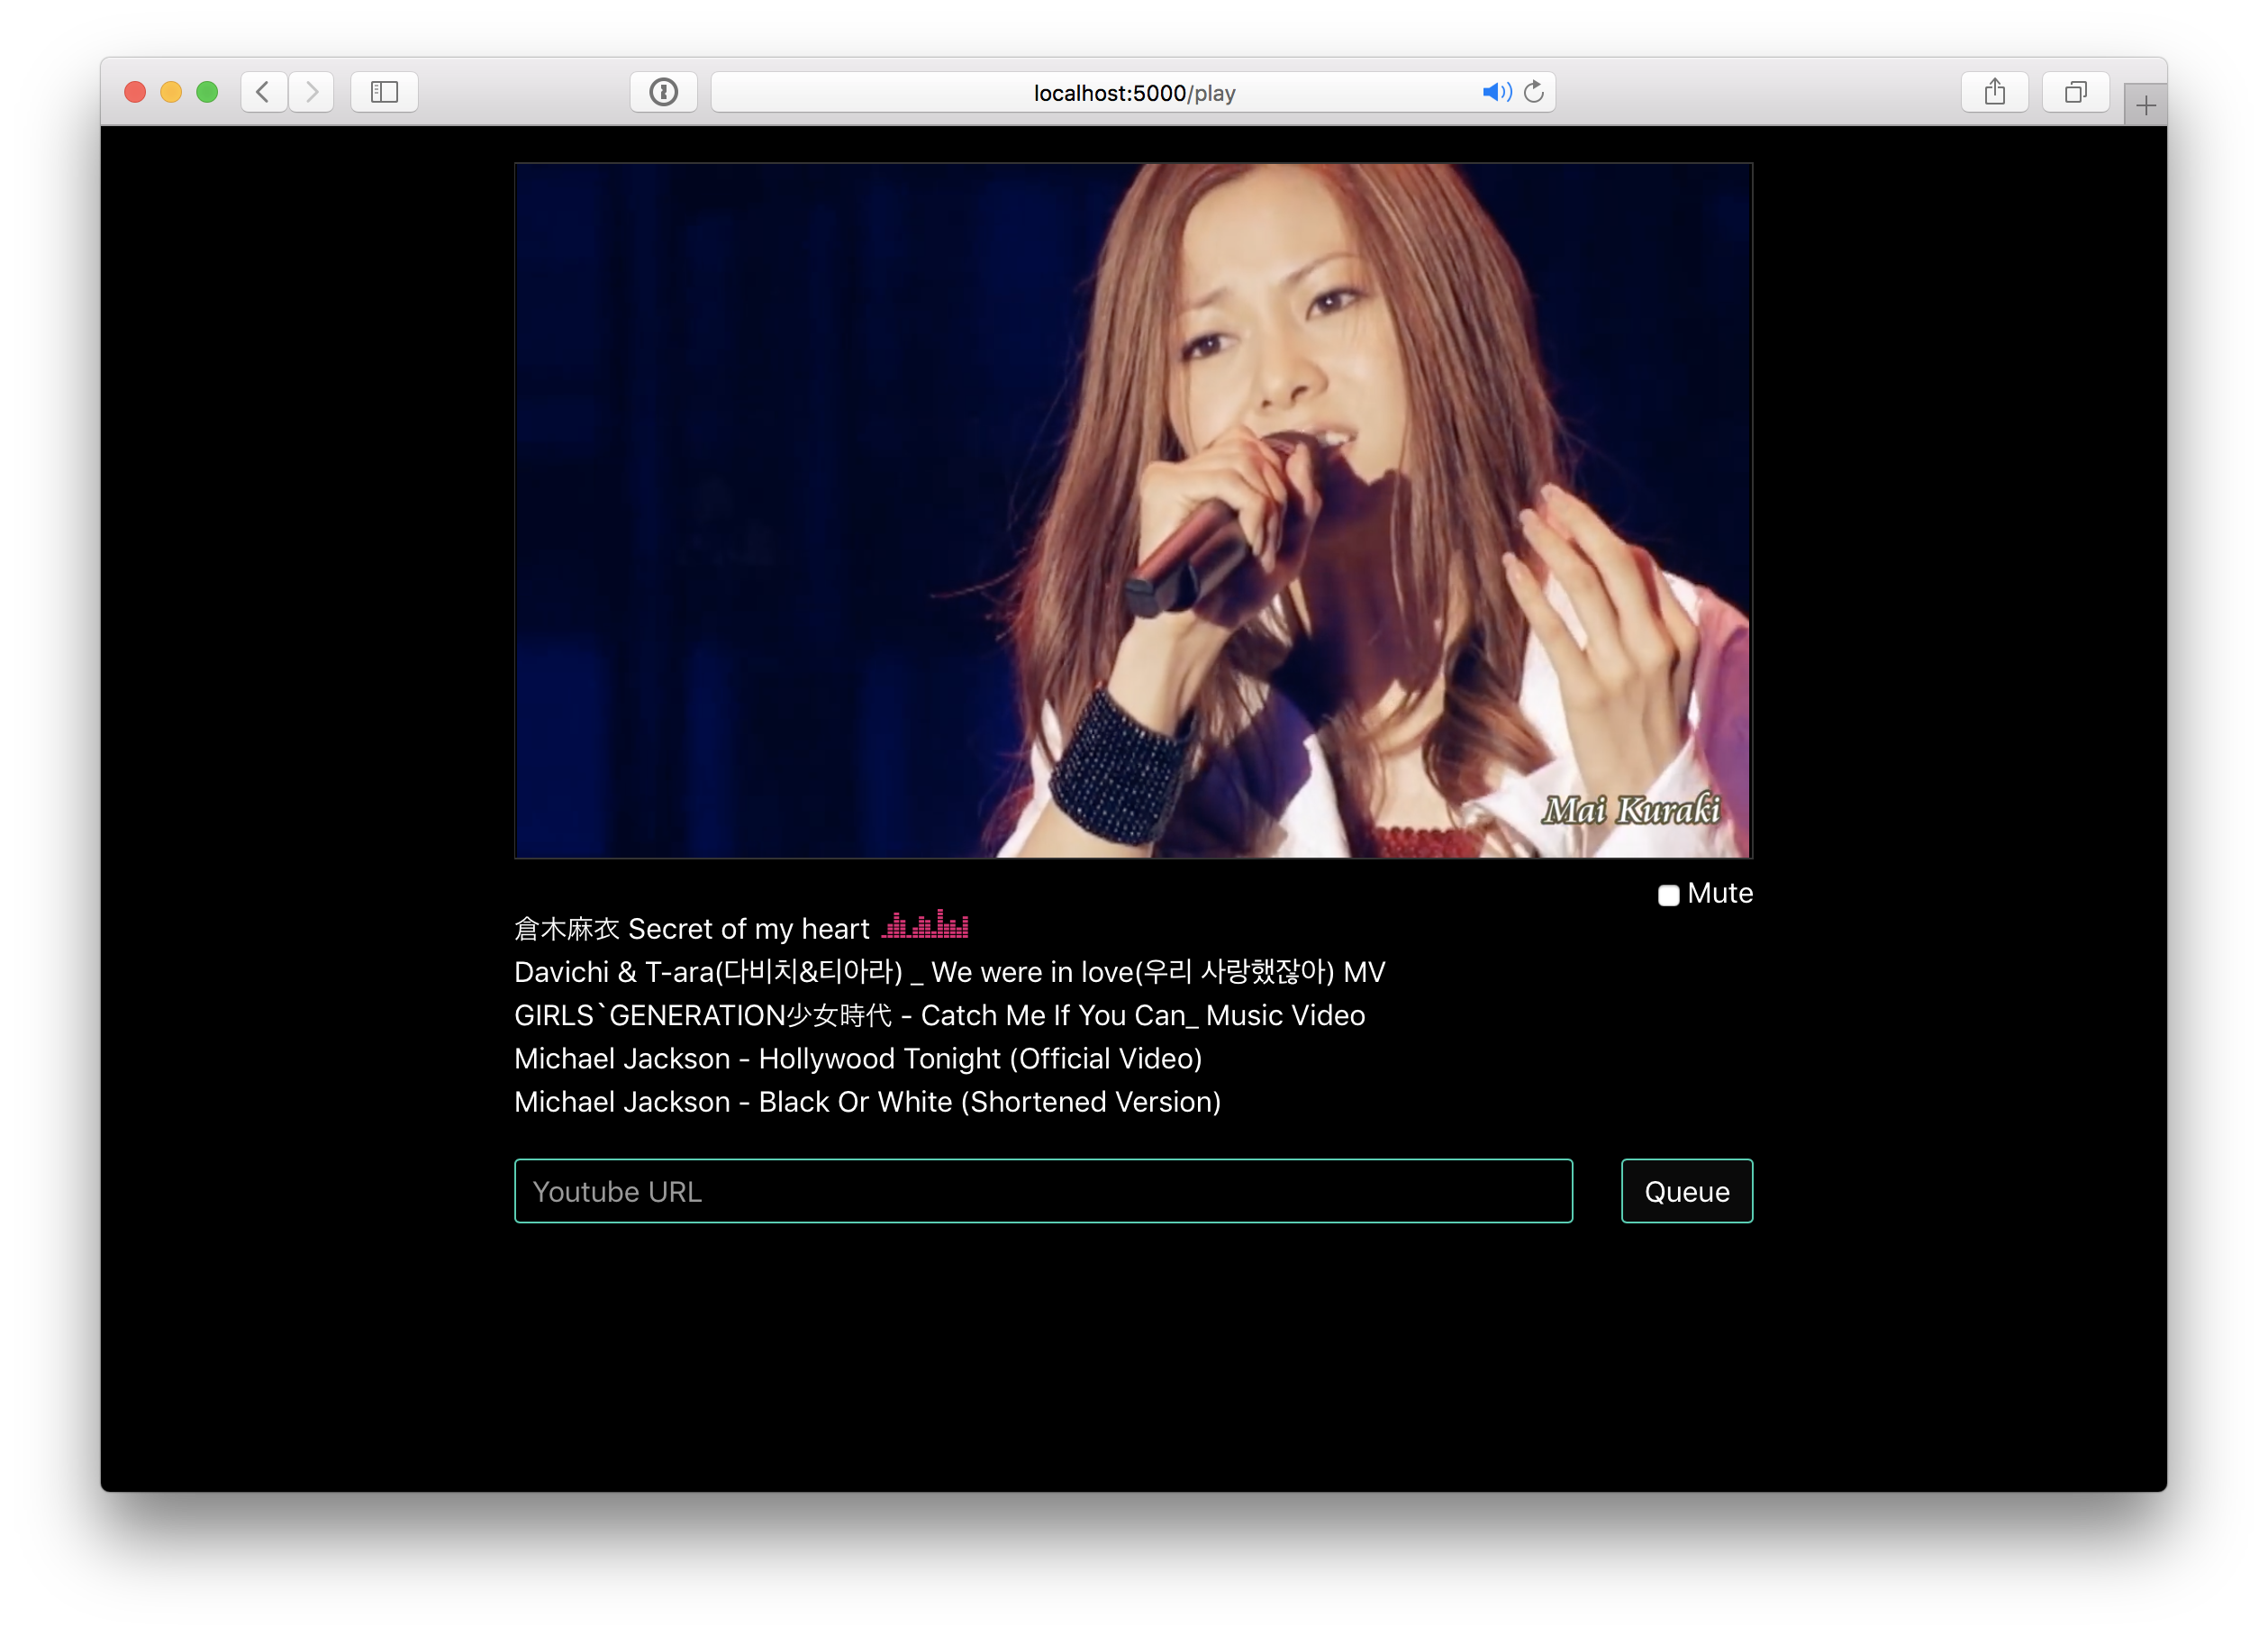 localhost:5000/play
Mai Kuraki
Mute
倉木麻衣 Secret of my heart
Davichi & T-ara(다비치&티아라) _ We were in love(우리 사랑했잖아) MV
GIRLS`GENERATION少女時代 - Catch Me If You Can_ Music Video
Michael Jackson - Hollywood Tonight (Official Video)
Michael Jackson - Black Or White (Shortened Version)
Youtube URL
Queue